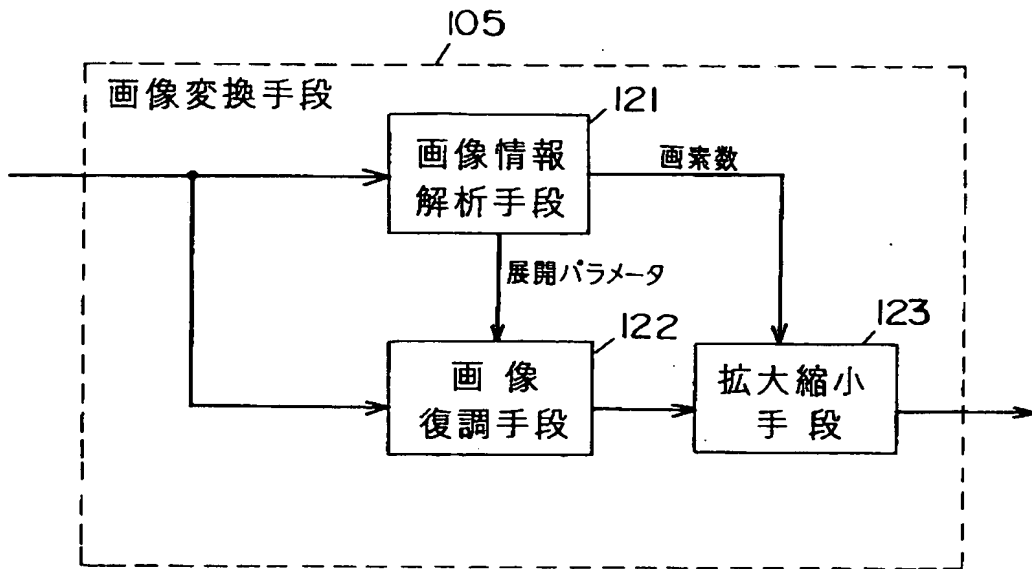 105
画像変換手段
121
画像情報
解析手段
画素数
展開パラメータ
122
画像
復調手段
123
拡大縮小
手段